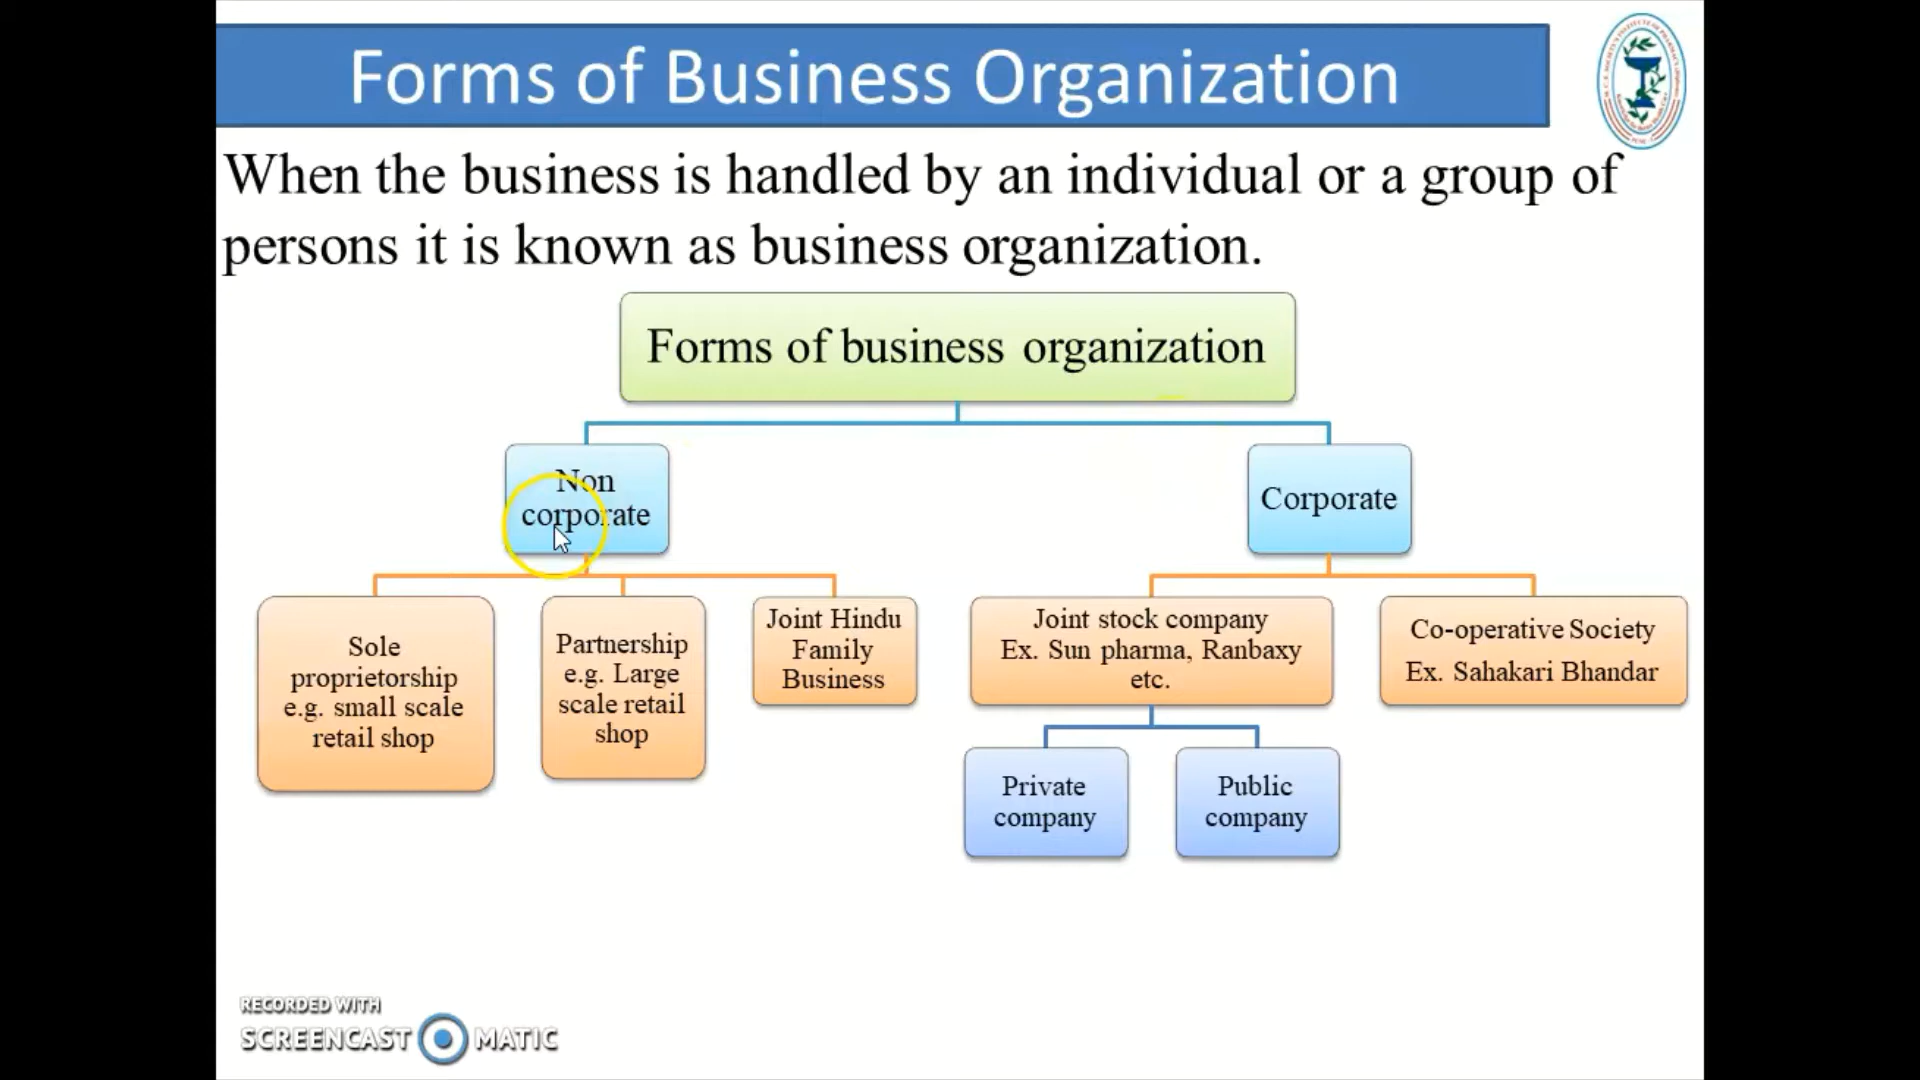 Forms of Business Organization
When the business is handled by an individual or a group of
persons it is known as business organization.
Forms of business organization
Non
corporate
Corporate
Sole
proprietorship
e.g. small scale
retail shop
Partnership
e.g. Large
scale retail
shop
Joint Hindu
Family
Business
Joint stock company
Ex. Sun pharma, Ranbaxy
etc.
Co-operative Society
Ex. Sahakari Bhandar
Private
company
Public
company
RECORDED WITH
SCREENCAST MATIC